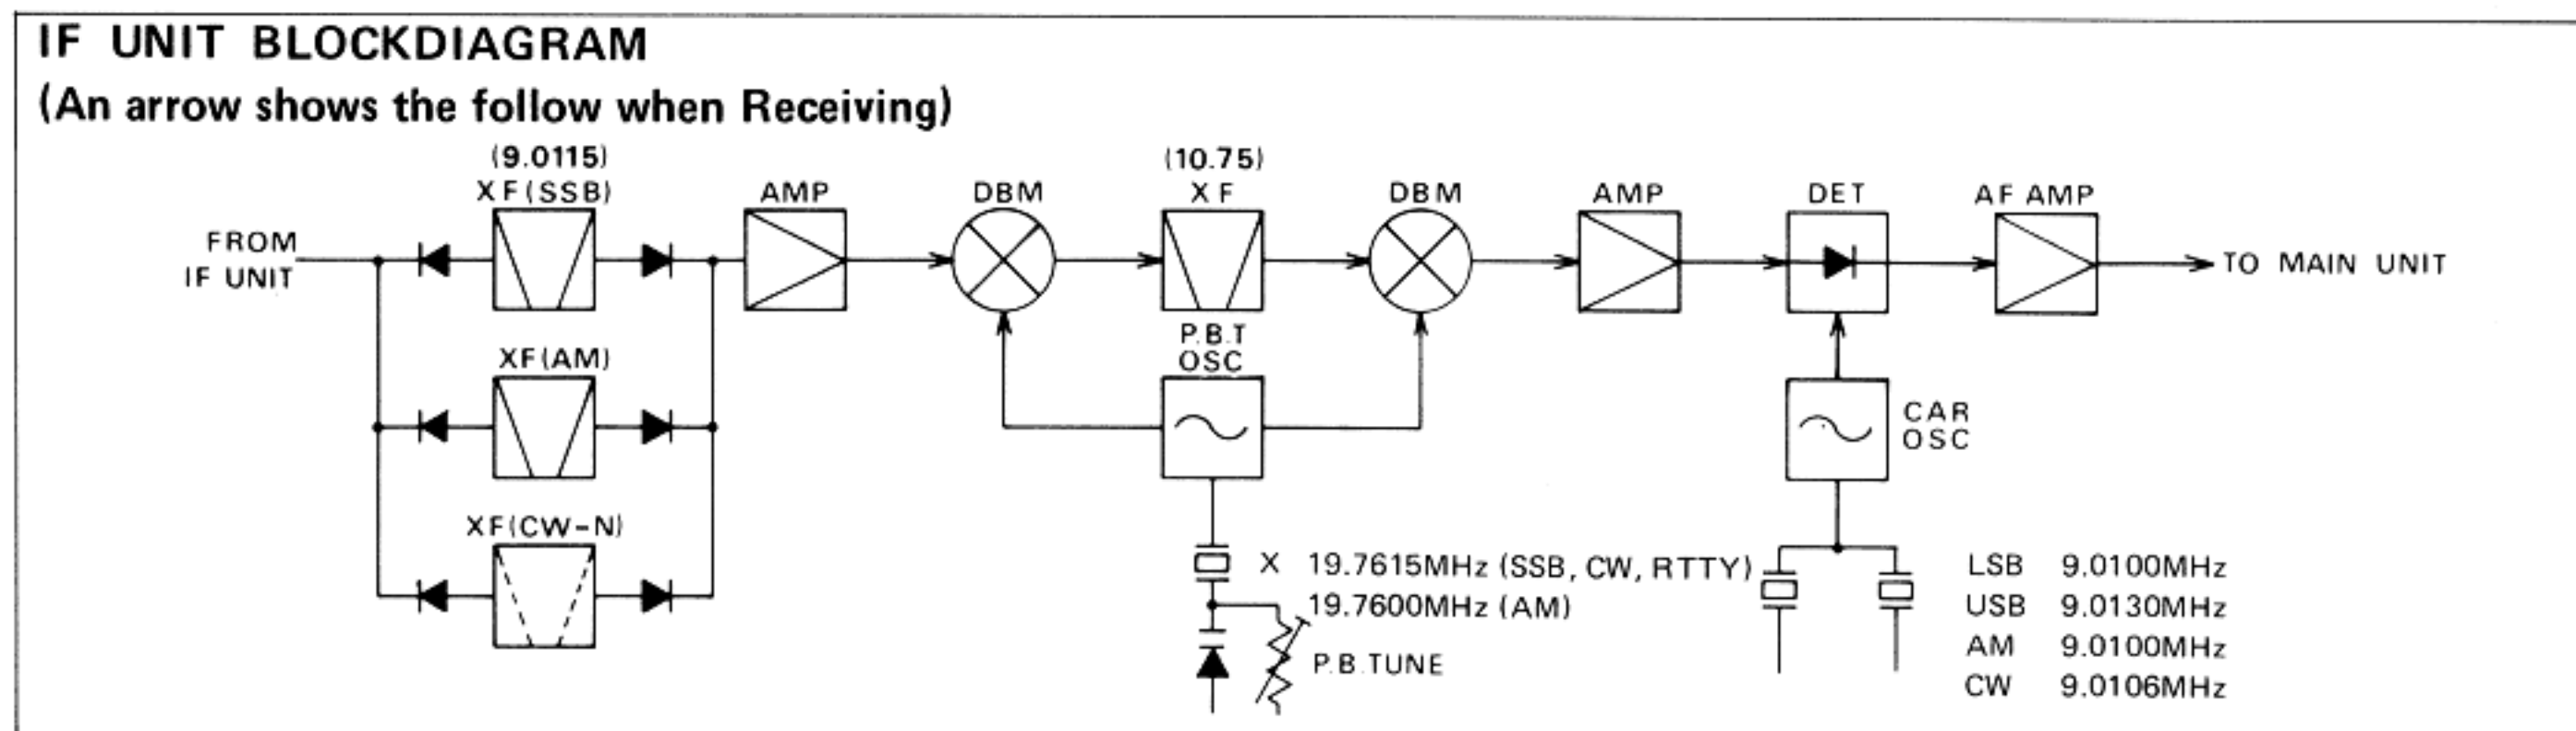 IF UNIT BLOCKDIAGRAM
(An arrow shows the follow when Receiving)
(9.0115)
XF(SSB)
AMP
DBM
(10.75)
XF
DBM
AMP
DET
AF AMP
FROM
IF UNIT
TO MAIN UNIT
XF(AM)
P.B.T
OSC
CAR
OSC
XF(CW-N)
X 19.7615MHz (SSB, CW, RTTY)
19.7600MHz (AM)
P.B.TUNE
LSB 9.0100MHz
USB 9.0130MHz
AM 9.0100MHz
CW 9.0106MHz